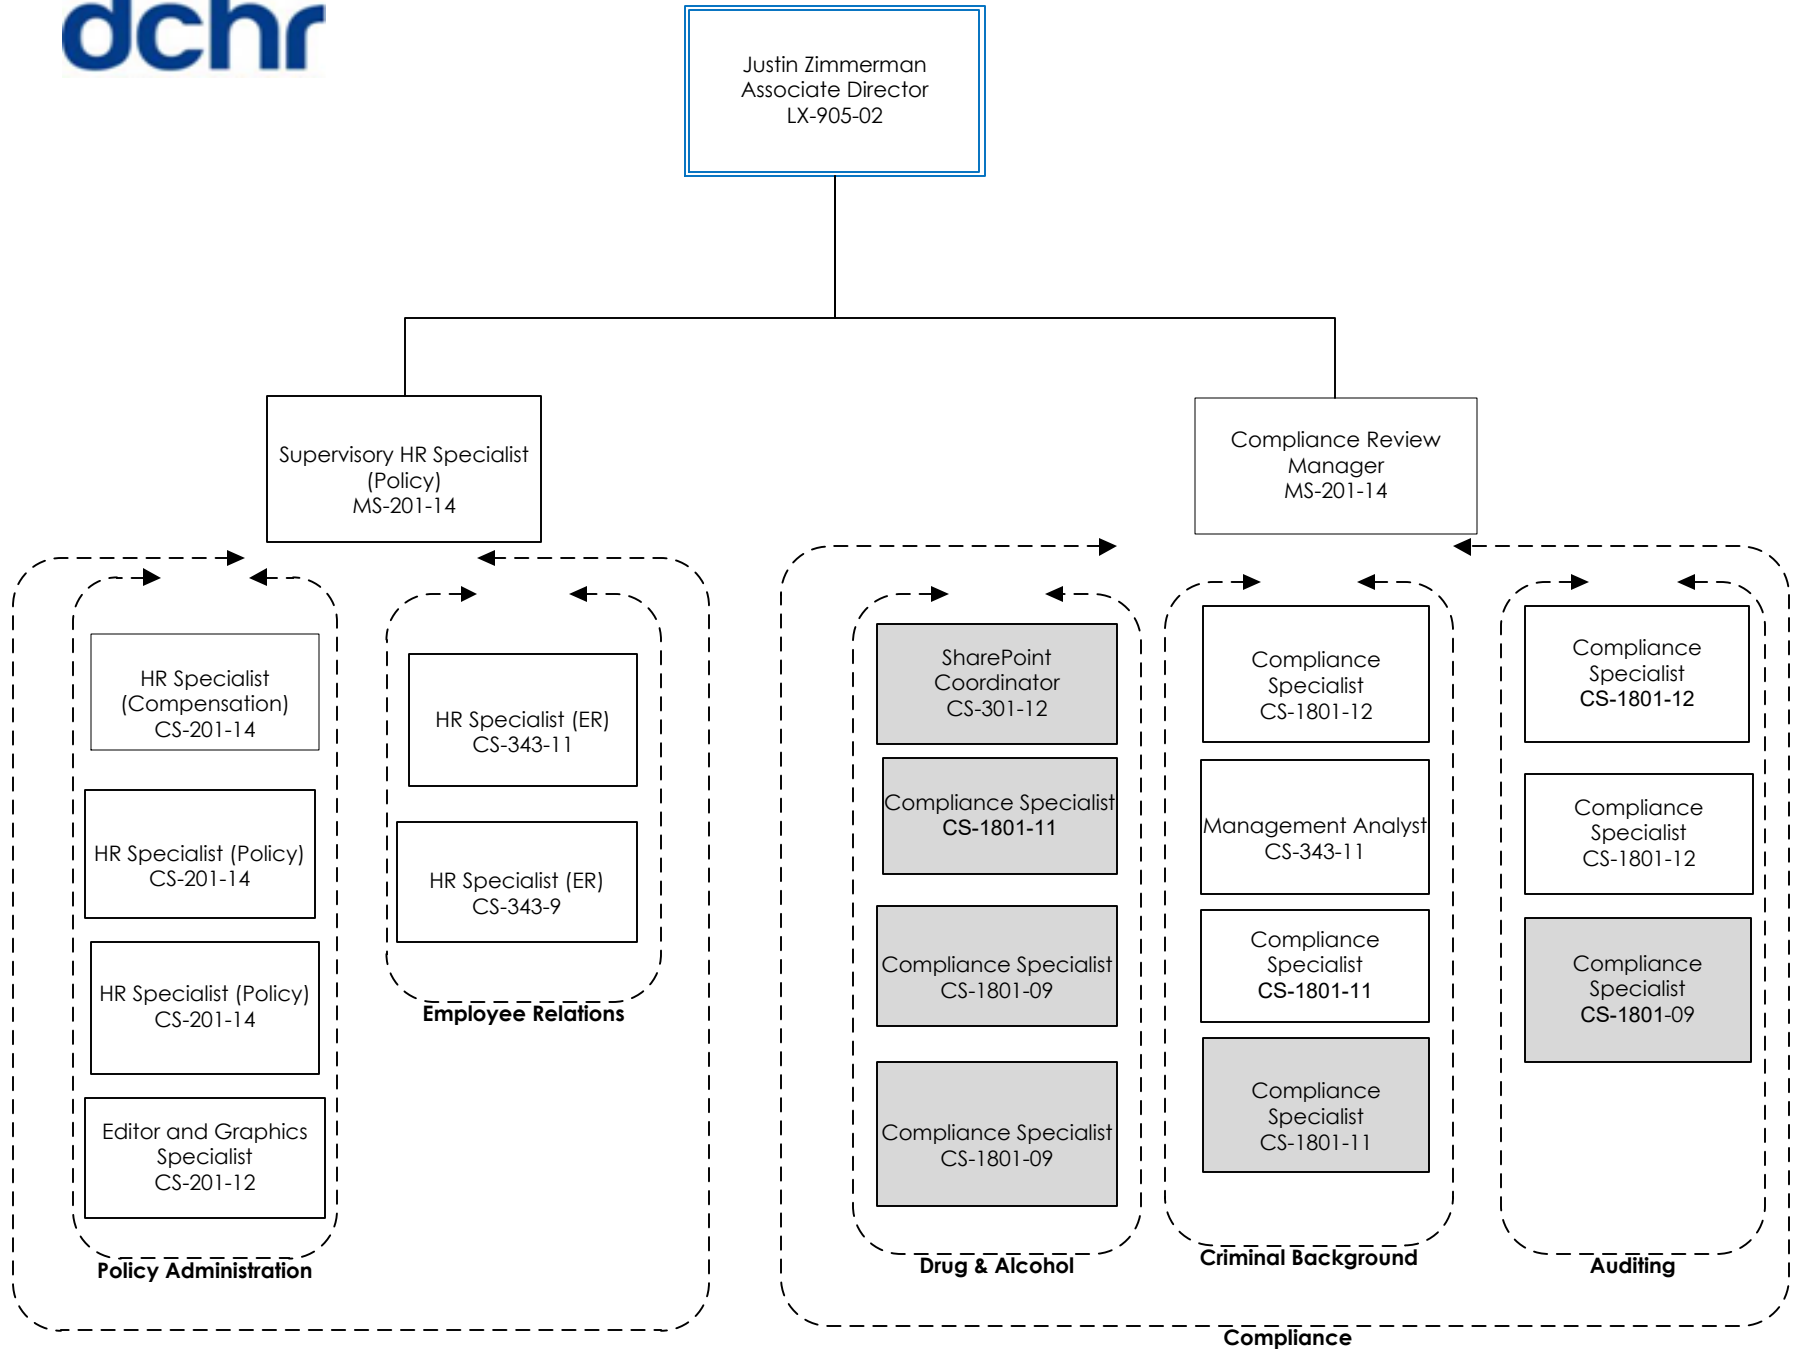 dchr
Justin Zimmerman
Associate Director
LX-905-02
Supervisory HR Specialist
(Policy)
MS-201-14
Compliance Review
Manager
MS-201-14
HR Specialist
(Compensation)
CS-201-14
HR Specialist (Policy)
CS-201-14
HR Specialist (Policy)
CS-201-14
Editor and Graphics
Specialist
CS-201-12
Policy Administration
HR Specialist (ER)
CS-343-11
HR Specialist (ER)
CS-343-9
Employee Relations
SharePoint
Coordinator
CS-301-12
Compliance Specialist
CS-1801-11
Compliance Specialist
CS-1801-09
Compliance Specialist
CS-1801-09
Drug & Alcohol
Compliance
Specialist
CS-1801-12
Management Analyst
CS-343-11
Compliance
Specialist
CS-1801-11
Compliance
Specialist
CS-1801-11
Criminal Background
Compliance
Specialist
CS-1801-12
Compliance
Specialist
CS-1801-12
Compliance
Specialist
CS-1801-09
Auditing
Compliance